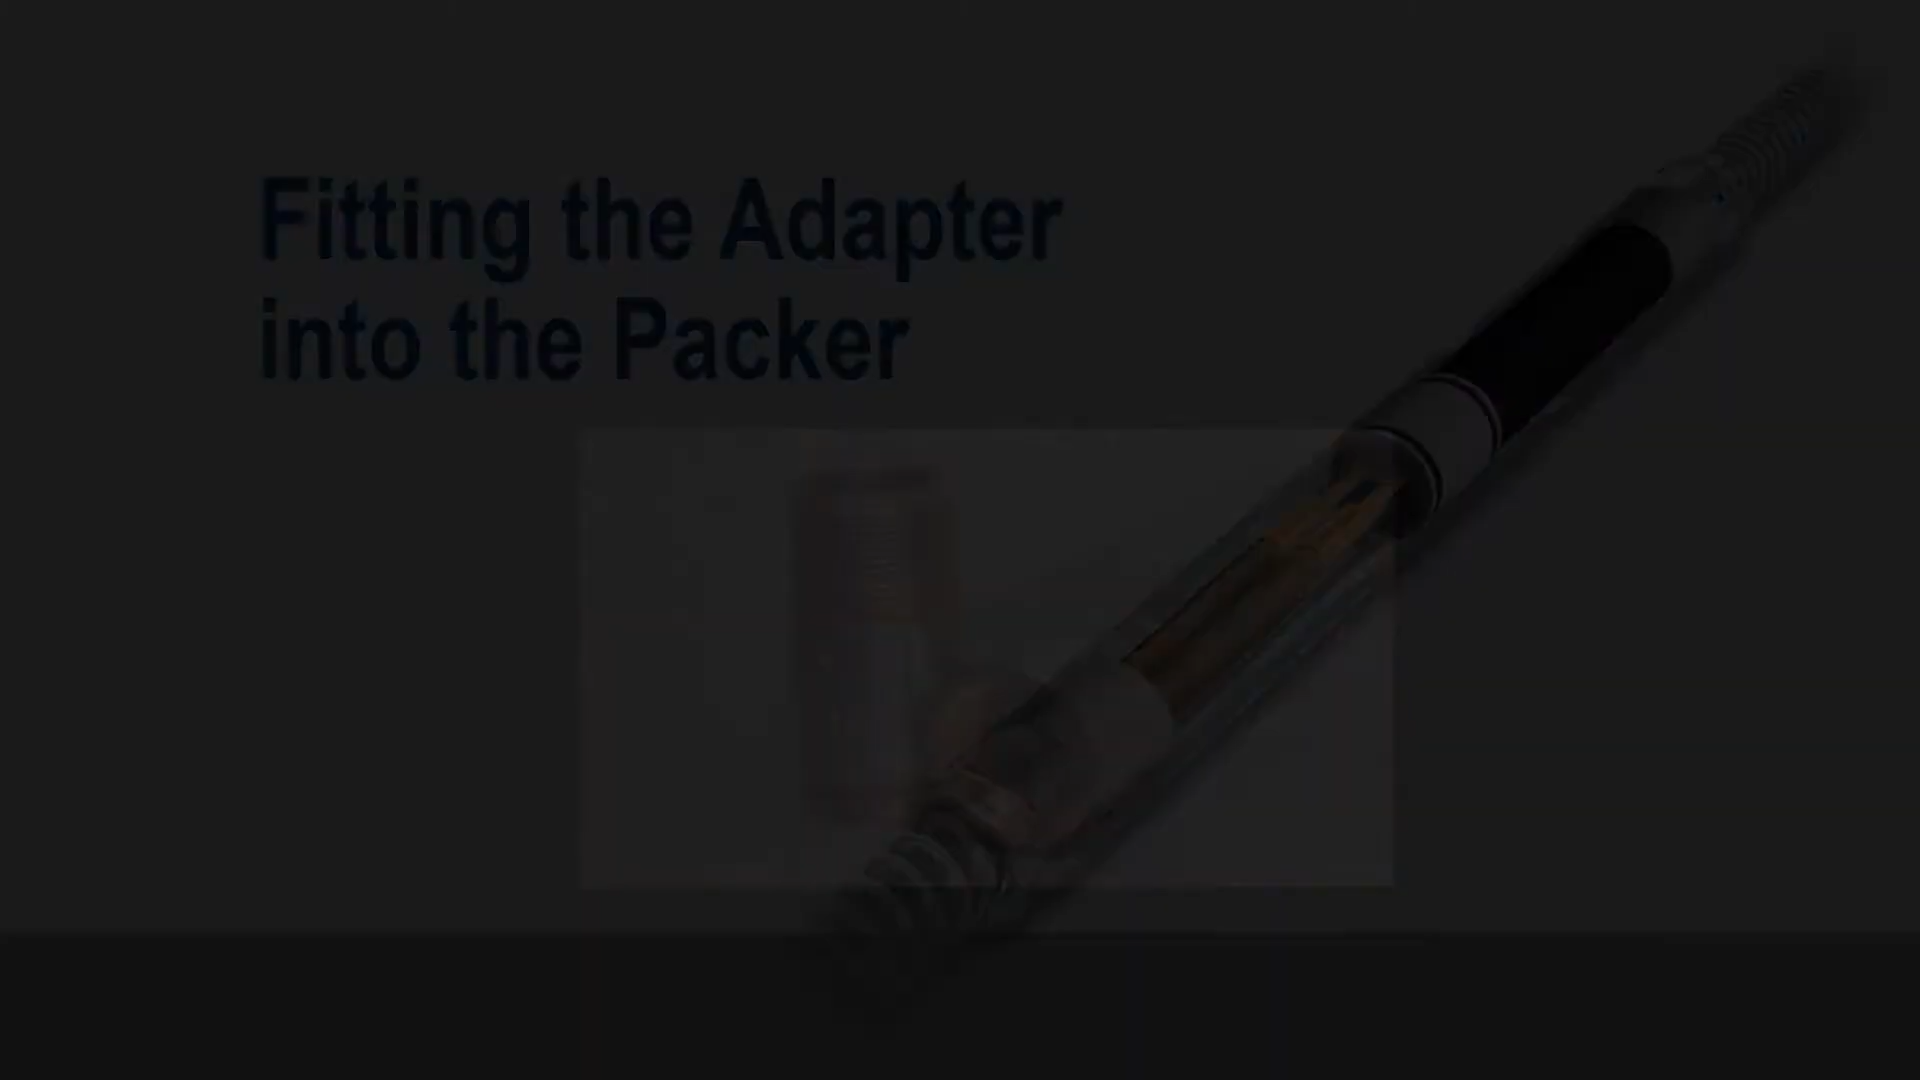 Fitting the Adapter
into the Packer